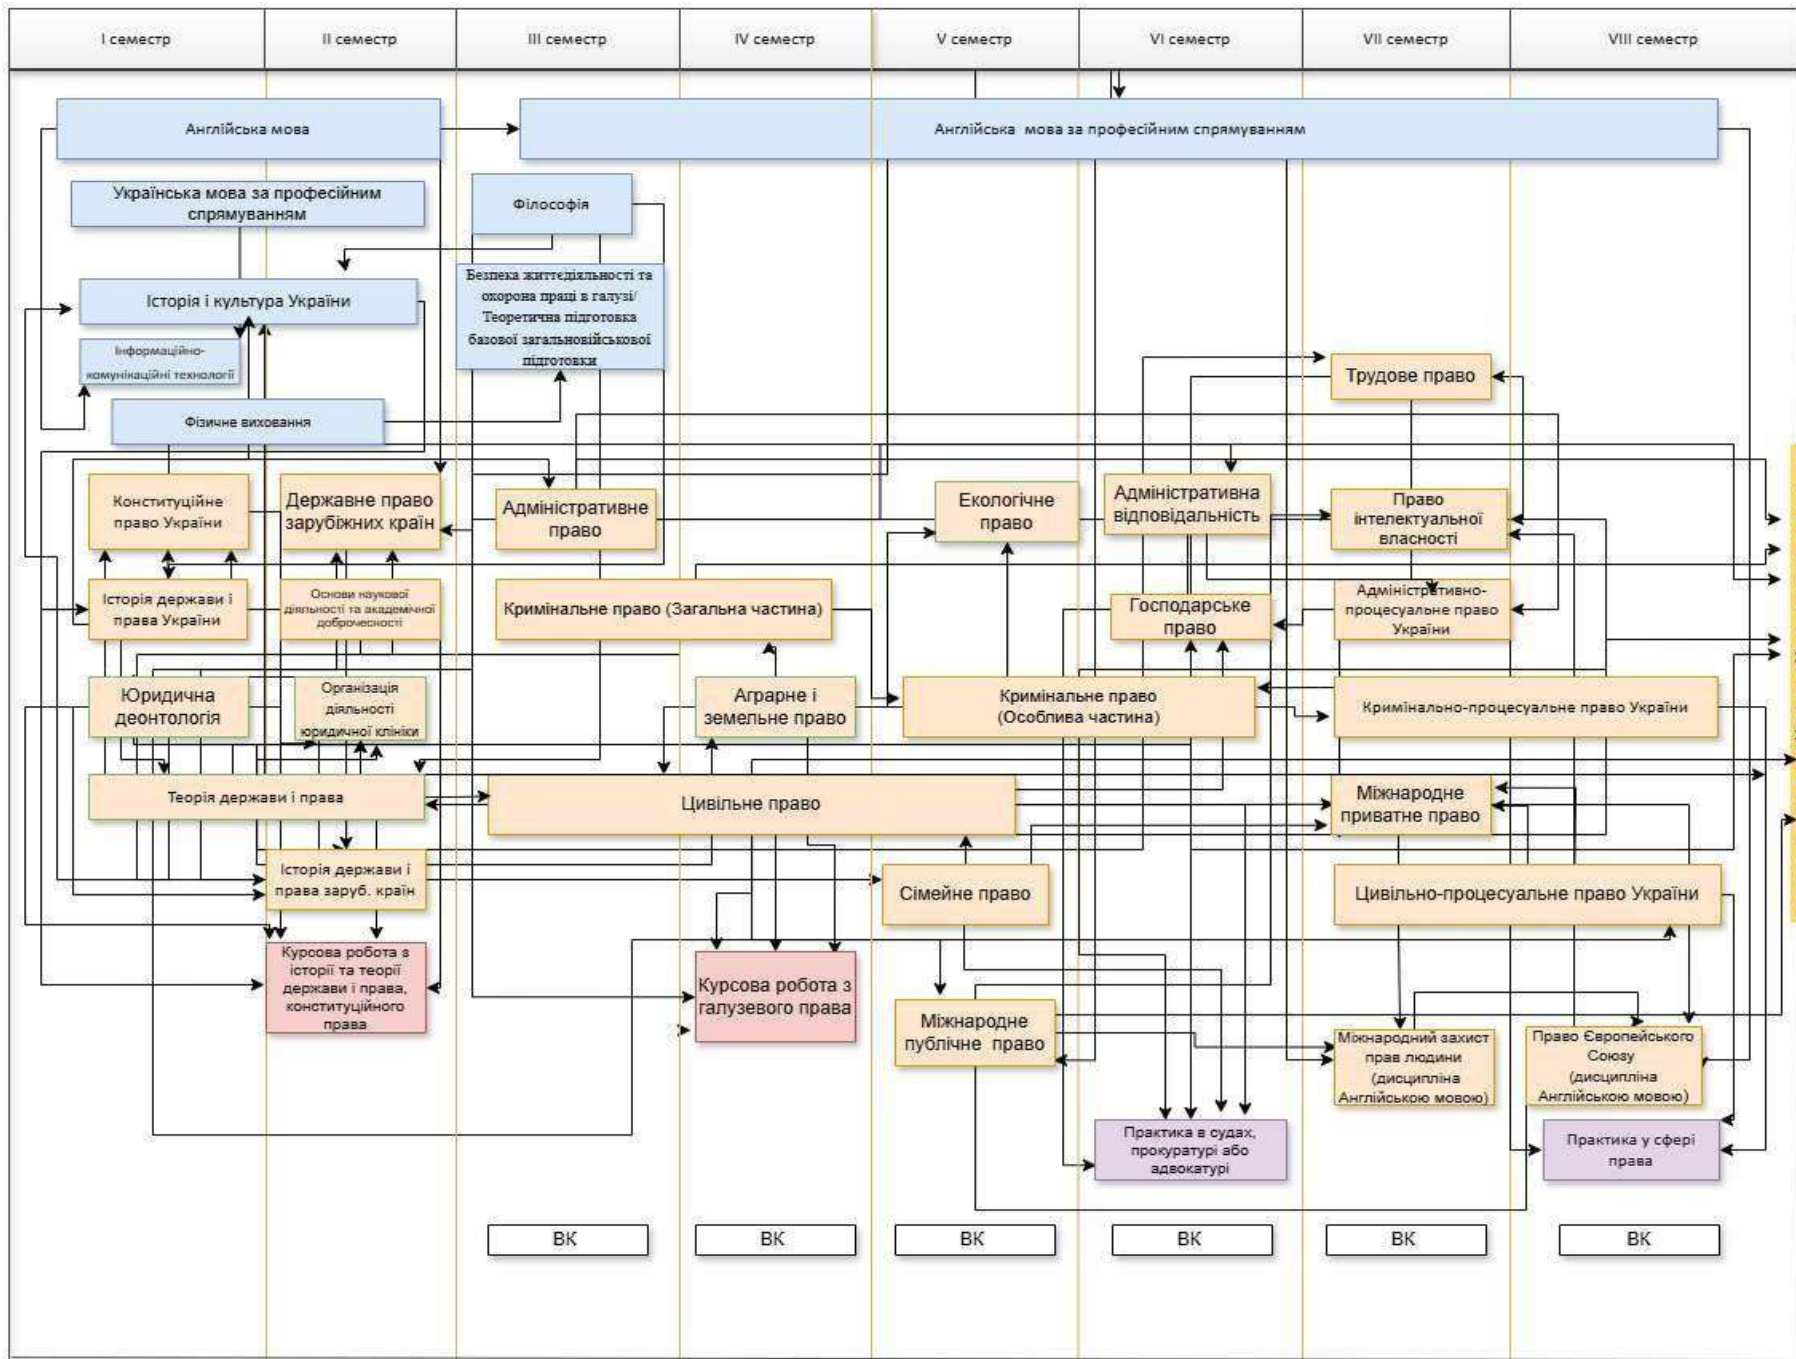 I семестр
II семестр
III семестр
IV семестр
V семестр
VI семестр
VII семестр
VIII семестр
Англійська мова
Англійська мова за професійним спрямуванням
Українська мова за професійним
спрямуванням
Філософія
Історія і культура України
Безпека життєдіяльності та
охорона праці в галузі/
Теоретична підготовка
базової загальновійськової
підготовки
Інформаційно-
комунікаційні технології
Трудове право
Фізичне виховання
Конституційне
право України
Державне право
зарубіжних країн
Адміністративне
право
Екологічне
право
Адміністративна
відповідальність
Право
інтелектуальної
власності
Історія держави і
права України
Основи наукової
діяльності та академічної
доброчесності
Кримінальне право (Загальна частина)
Господарське
право
Адміністративно-
процесуальне право
України
Юридична
деонтологія
Організація
діяльності
юридичної клініки
Аграрне і
земельне право
Кримінальне право
(Особлива частина)
Кримінально-процесуальне право України
Теорія держави і права
Цивільне право
Міжнародне
приватне право
Історія держави і
права заруб. країн
Сімейне право
Цивільно-процесуальне право України
Курсова робота з
історії та теорії
держави і права,
конституційного
права
Курсова робота з
галузевого права
Міжнародне
публічне право
Міжнародний захист
прав людини
(дисципліна
Англійською мовою)
Право Європейського
Союзу
(дисципліна
Англійською мовою)
Практика в судах,
прокуратурі або
адвокатурі
Практика у сфері
права
ВК
ВК
ВК
ВК
ВК
ВК